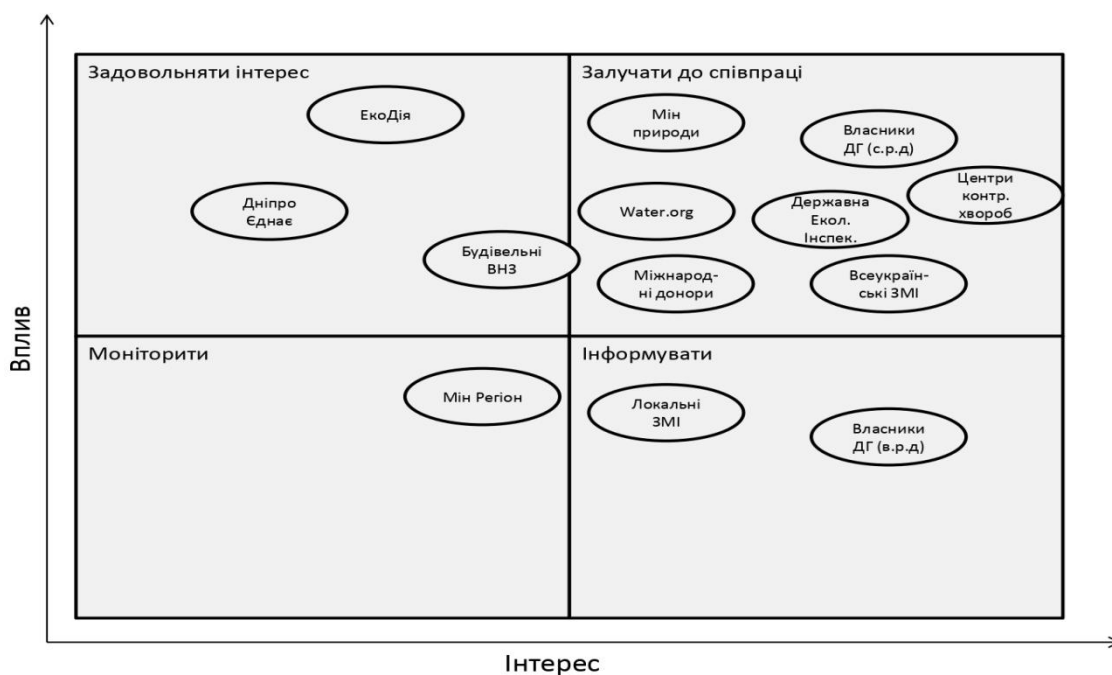 Задовольняти інтерес
ЕкоДія
Дніпро
Єднає
Будівельні
ВНЗ
Залучати до співпраці
Мін
природи
Власники
ДГ (с.р.д)
Центри
контр.
хвороб
Water.org
Державна
Екол.
Інспек.
Міжнарод-
ні донори
Всеукраїн-
ські ЗМІ
Моніторити
Мін Регіон
Інформувати
Локальні
ЗМІ
Власники
ДГ (в.р.д)
Вплив
Інтерес